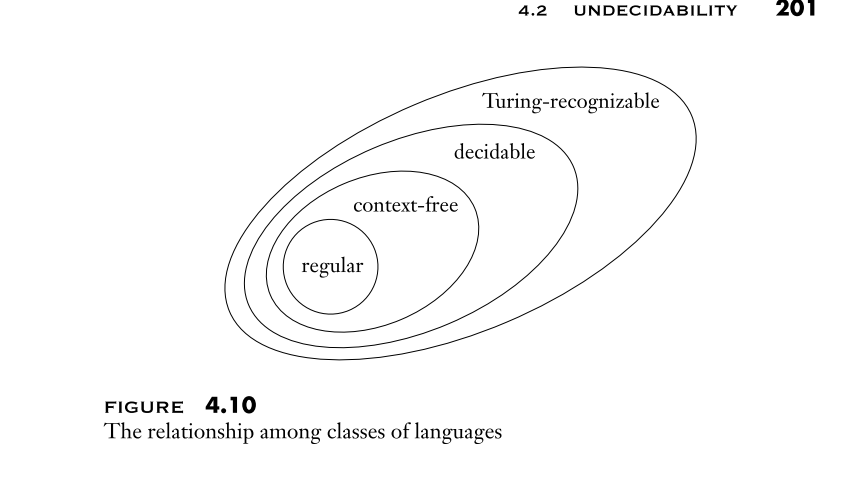 4.2 UNDECIDABILITY 201
Turing-recognizable
decidable
context-free
regular
FIGURE 4.10
The relationship among classes of languages